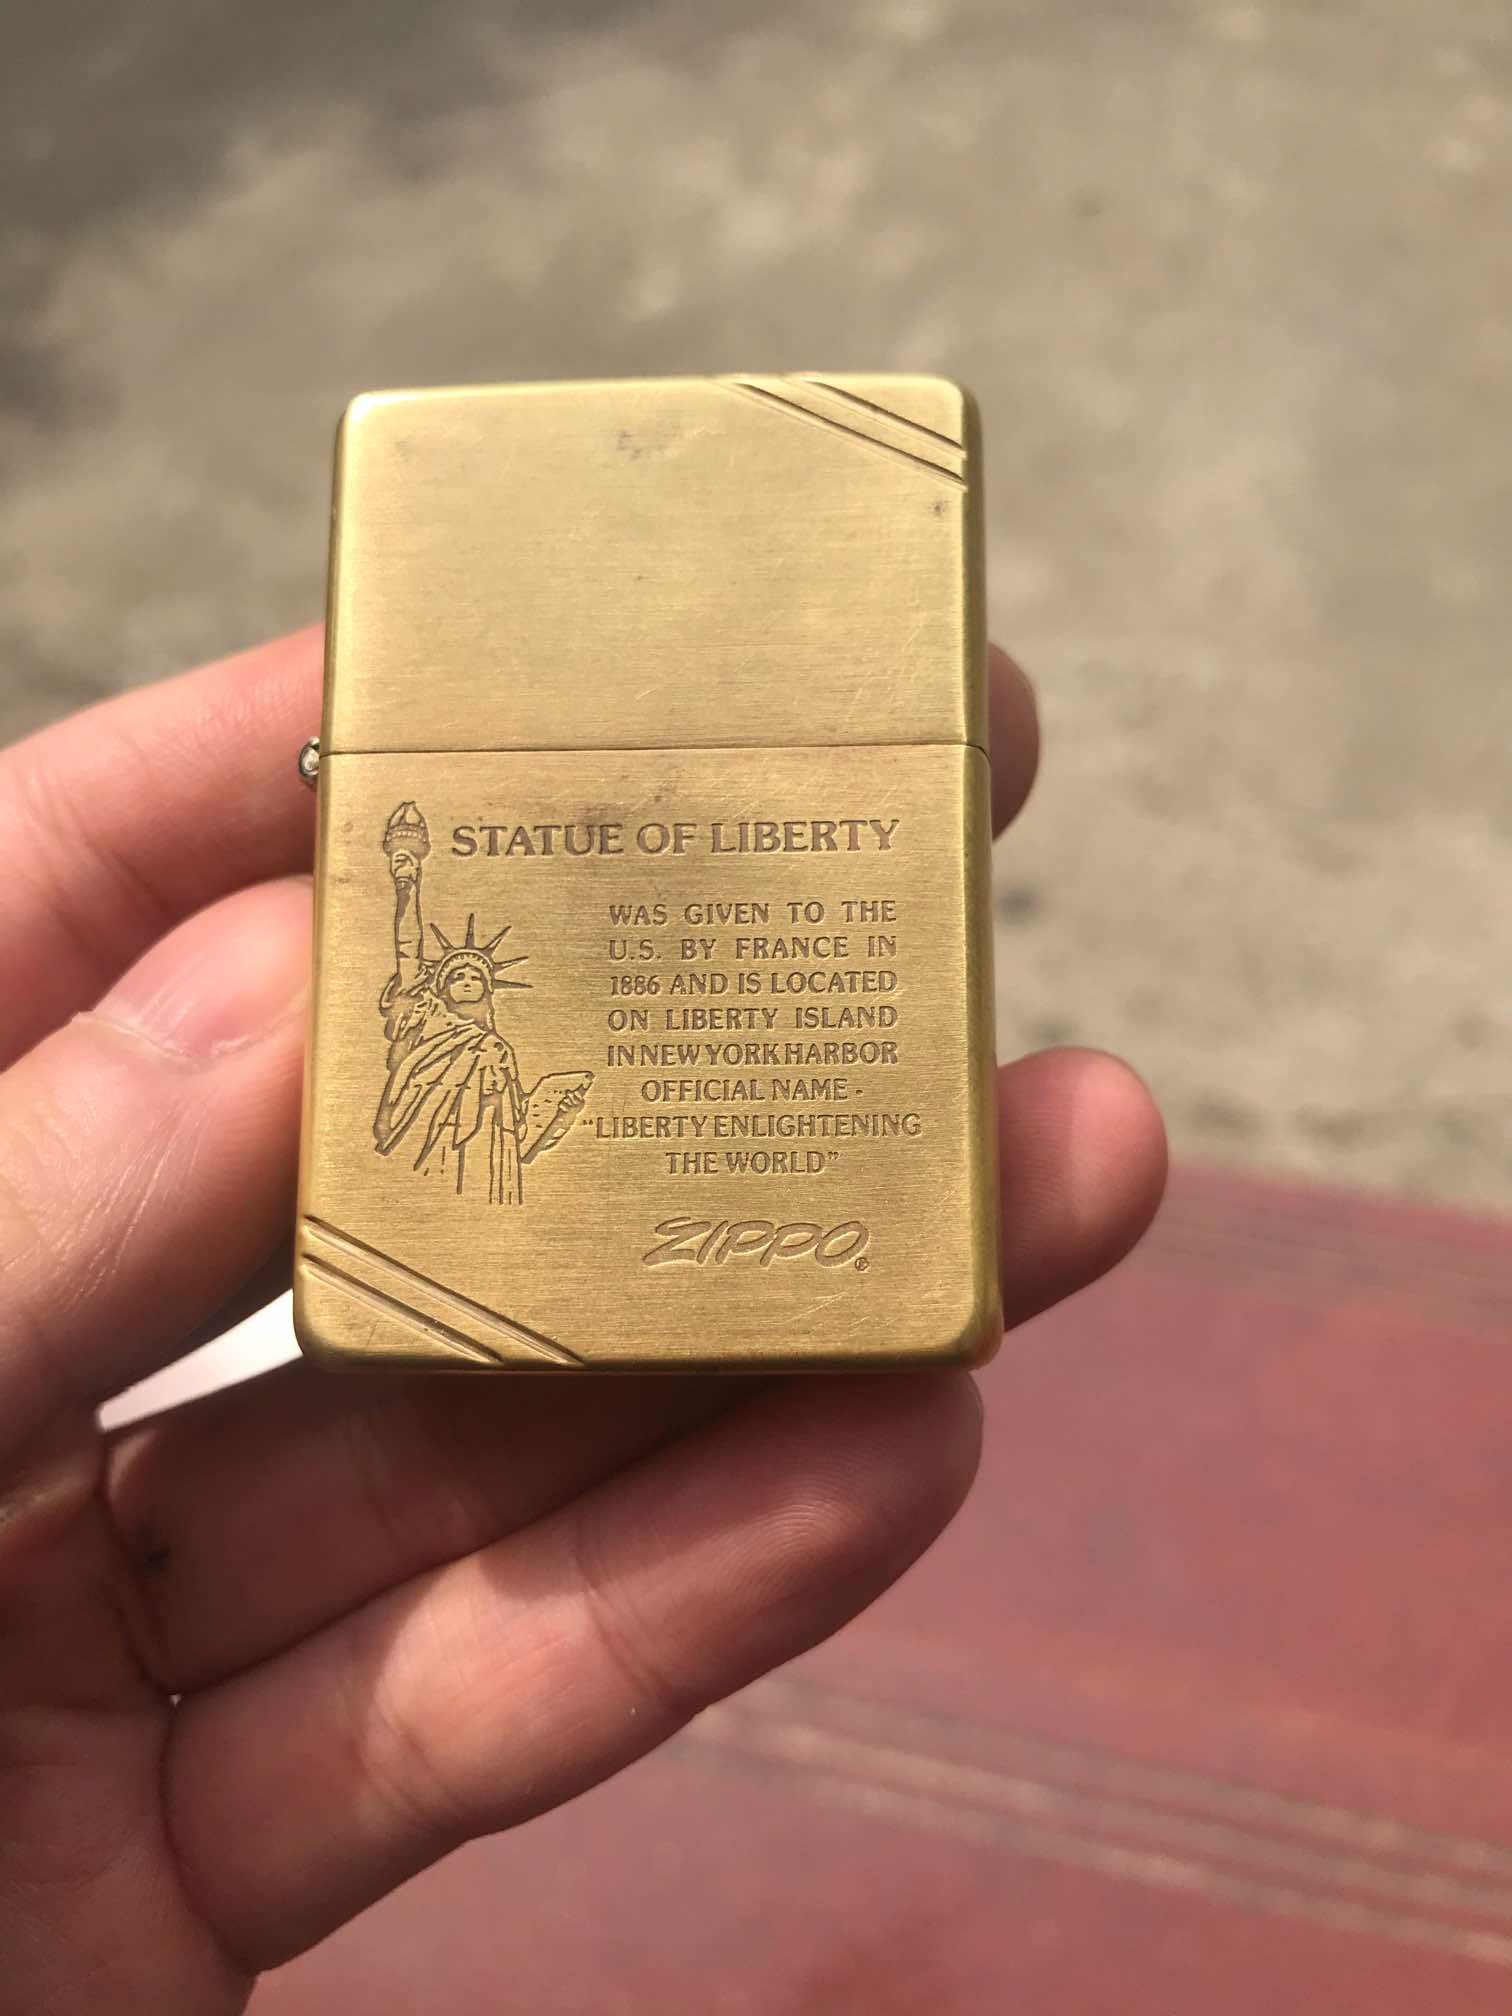 STATUE OF LIBERTY
WAS GIVEN TO THE
U.S. BY FRANCE IN
1886 AND IS LOCATED
ON LIBERTY ISLAND
IN NEW YORK HARBOR
OFFICIAL NAME -
"LIBERTY ENLIGHTENING
THE WORLD"
ZIPPO®